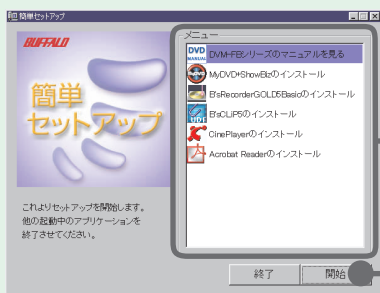 簡単セットアップ
BUFFALO
簡単
セットアップ
これよりセットアップを開始します。
他の起動中のアプリケーションを
終了させてください。
メニュー
DVD
MANUAL
DVM-FBシリーズのマニュアルを見る
MyDVD
MyDVD+ShowBizのインストール
B'sRecorderGOLD5Basicのインストール
UDF
B'sCLiP5のインストール
CinePlayerのインストール
Acrobat Readerのインストール
終了
開始